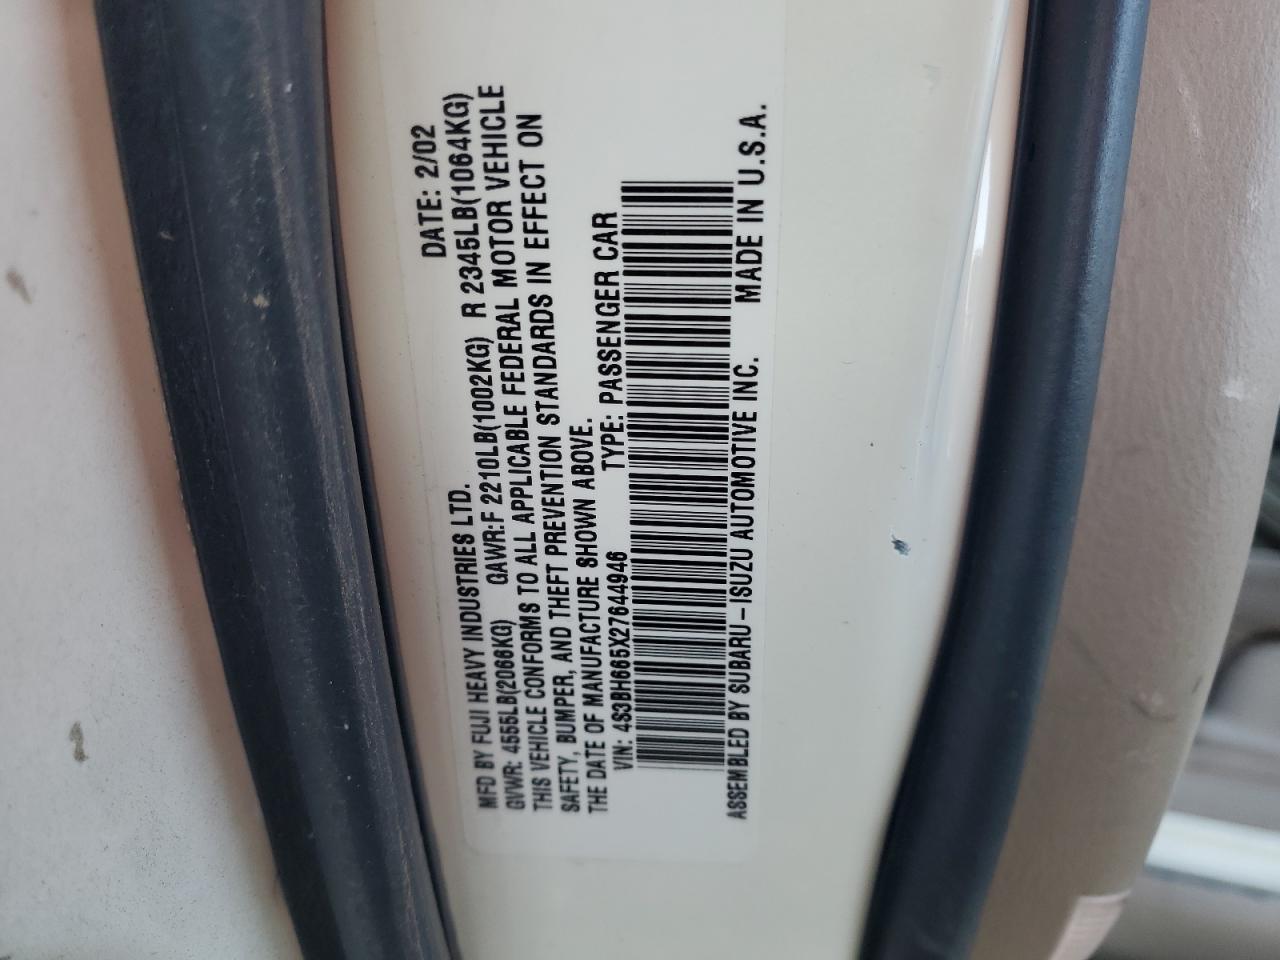 MFD BY FUJI HEAVY INDUSTRIES LTD. DATE: 2/02
GVWR: 4555LB(2066KG) GAWR:F 2210LB(1002KG) R 2345LB(1064KG)
THIS VEHICLE CONFORMS TO ALL APPLICABLE FEDERAL MOTOR VEHICLE
SAFETY, BUMPER, AND THEFT PREVENTION STANDARDS IN EFFECT ON
THE DATE OF MANUFACTURE SHOWN ABOVE.
VIN: 4S3BH665X27644946 TYPE: PASSENGER CAR
ASSEMBLED BY SUBARU-ISUZU AUTOMOTIVE INC. MADE IN U.S.A.